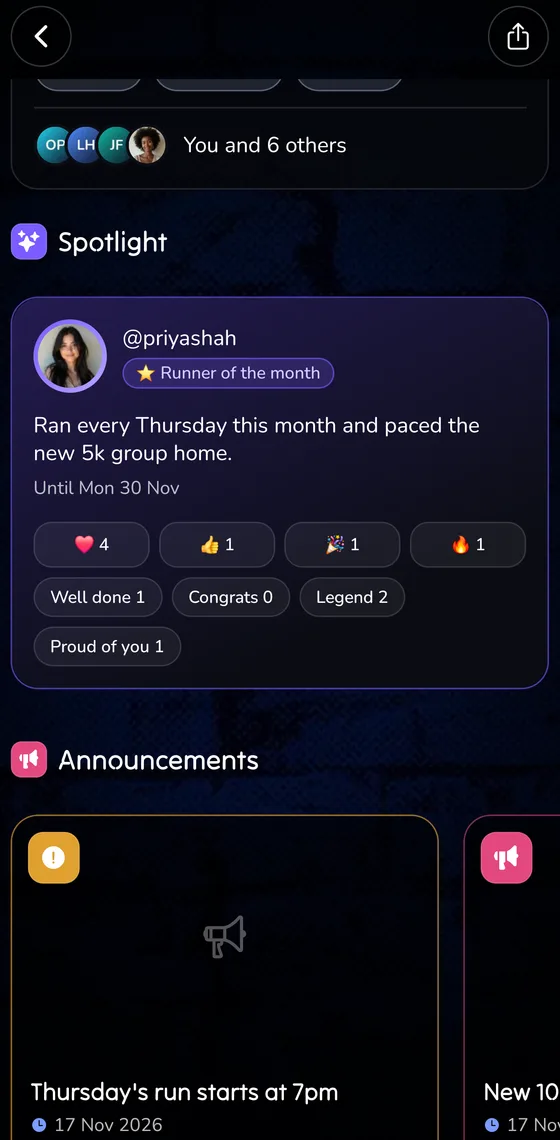 OP LH JF You and 6 others
Spotlight
@priyashah
⭐ Runner of the month
Ran every Thursday this month and paced the
new 5k group home.
Until Mon 30 Nov
❤️ 4 👍 1 🎉 1 🔥 1
Well done 1 Congrats 0 Legend 2
Proud of you 1
Announcements
Thursday's run starts at 7pm
17 Nov 2026
New 10
17 No